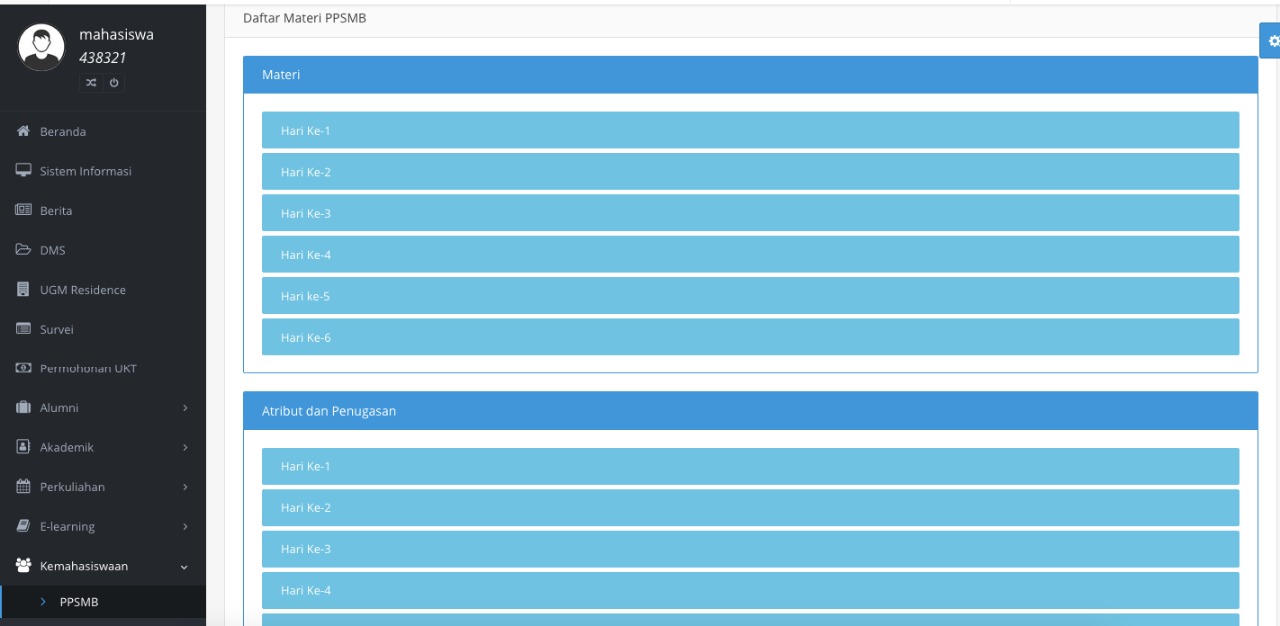 mahasiswa
438321
Beranda
Sistem Informasi
Berita
DMS
UGM Residence
Survei
Permohonan UKT
Alumni
Akademik
Perkuliahan
E-learning
Kemahasiswaan
PPSMB
Daftar Materi PPSMB
Materi
Hari Ke-1
Hari Ke-2
Hari Ke-3
Hari Ke-4
Hari ke-5
Hari Ke-6
Atribut dan Penugasan
Hari Ke-1
Hari Ke-2
Hari Ke-3
Hari Ke-4